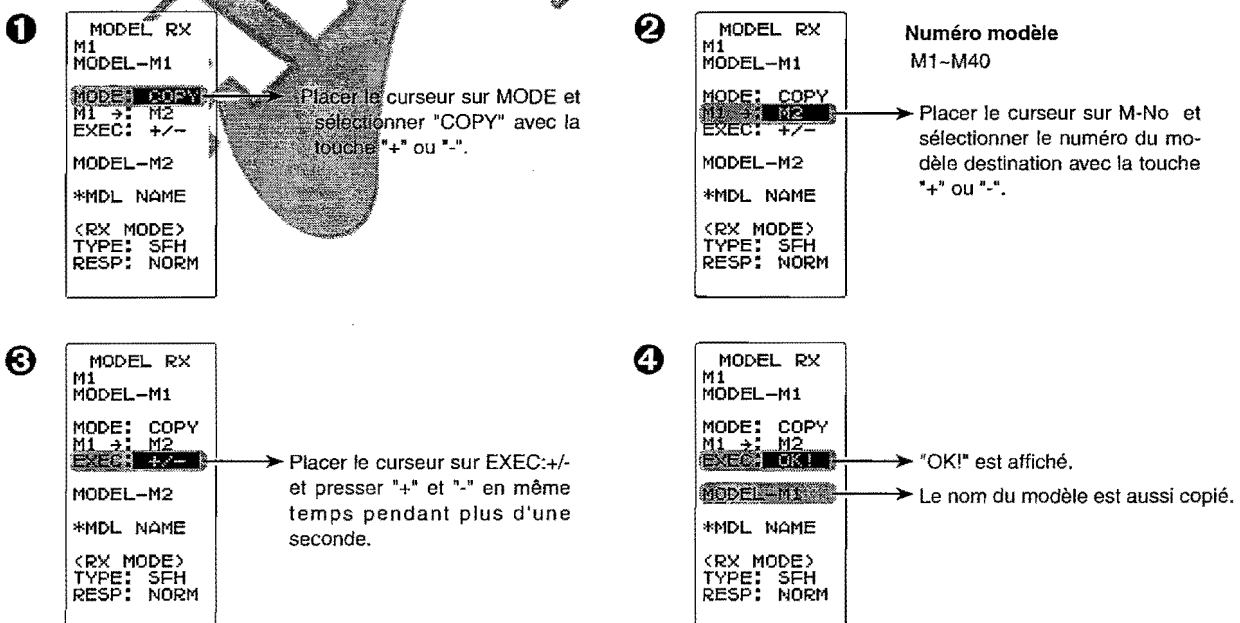 ❶
MODEL RX
M1
MODEL-M1
MODE: COPY
M1 →: M2
EXEC: +/-
MODEL-M2
*MDL NAME
<RX MODE>
TYPE: SFH
RESP: NORM
Placer le curseur sur MODE et
sélectionner "COPY" avec la
touche "+" ou "-".
❷
MODEL RX
M1
MODEL-M1
MODE: COPY
M1 →: M2
EXEC: +/-
MODEL-M2
*MDL NAME
<RX MODE>
TYPE: SFH
RESP: NORM
Numéro modèle
M1~M40
Placer le curseur sur M-No et
sélectionner le numéro du mo-
dèle destination avec la touche
"+" ou "-".
❸
MODEL RX
M1
MODEL-M1
MODE: COPY
M1 →: M2
EXEC: +/-
MODEL-M2
*MDL NAME
<RX MODE>
TYPE: SFH
RESP: NORM
Placer le curseur sur EXEC:+/-
et presser "+" et "-" en même
temps pendant plus d'une
seconde.
❹
MODEL RX
M1
MODEL-M1
MODE: COPY
M1 →: M2
EXEC: OK!
MODEL-M1
*MDL NAME
<RX MODE>
TYPE: SFH
RESP: NORM
"OK!" est affiché.
Le nom du modèle est aussi copié.